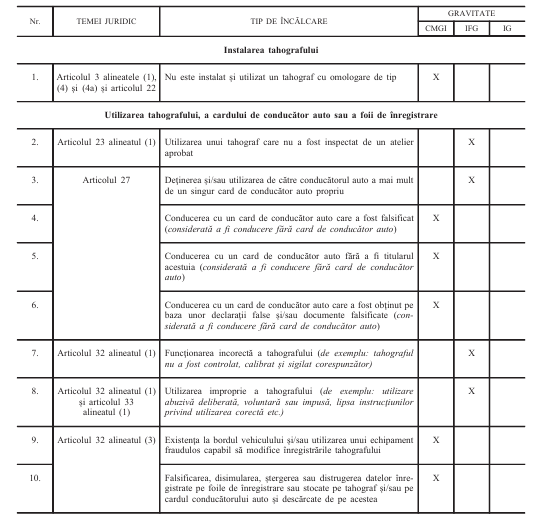 Nr.
TEMEI JURIDIC
TIP DE ÎNCĂLCARE
GRAVITATE
CMGI
IFG
IG
Instalarea tahografului
1.
Articolul 3 alineatele (1),
(4) și (4a) și articolul 22
Nu este instalat și utilizat un tahograf cu omologare de tip
X
Utilizarea tahografului, a cardului de conducător auto sau a foii de înregistrare
2.
Articolul 23 alineatul (1)
Utilizarea unui tahograf care nu a fost inspectat de un atelier
aprobat
X
3.
Articolul 27
Deținerea și/sau utilizarea de către conducătorul auto a mai mult
de un singur card de conducător auto propriu
X
4.
Conducerea cu un card de conducător auto care a fost falsificat
(considerată a fi conducere fără card de conducător auto)
X
5.
Conducerea cu un card de conducător auto fără a fi titularul
acestuia (considerată a fi conducere fără card de conducător
auto)
X
6.
Conducerea cu un card de conducător auto care a fost obținut pe
baza unor declarații false și/sau documente falsificate (con-
siderată a fi conducere fără card de conducător auto)
X
7.
Articolul 32 alineatul (1)
Funcționarea incorectă a tahografului (de exemplu: tahograful
nu a fost controlat, calibrat și sigilat corespunzător)
X
8.
Articolul 32 alineatul (1)
și articolul 33
alineatul (1)
Utilizarea improprie a tahografului (de exemplu: utilizare
abuzivă deliberată, voluntară sau impusă, lipsa instrucțiunilor
privind utilizarea corectă etc.)
X
9.
Articolul 32 alineatul (3)
Existența la bordul vehiculului și/sau utilizarea unui echipament
fraudulos capabil să modifice înregistrările tahografului
X
10.
Falsificarea, disimularea, ștergerea sau distrugerea datelor înre-
gistrate pe foile de înregistrare sau stocate pe tahograf și/sau pe
cardul conducătorului auto și descărcate de pe acestea
X